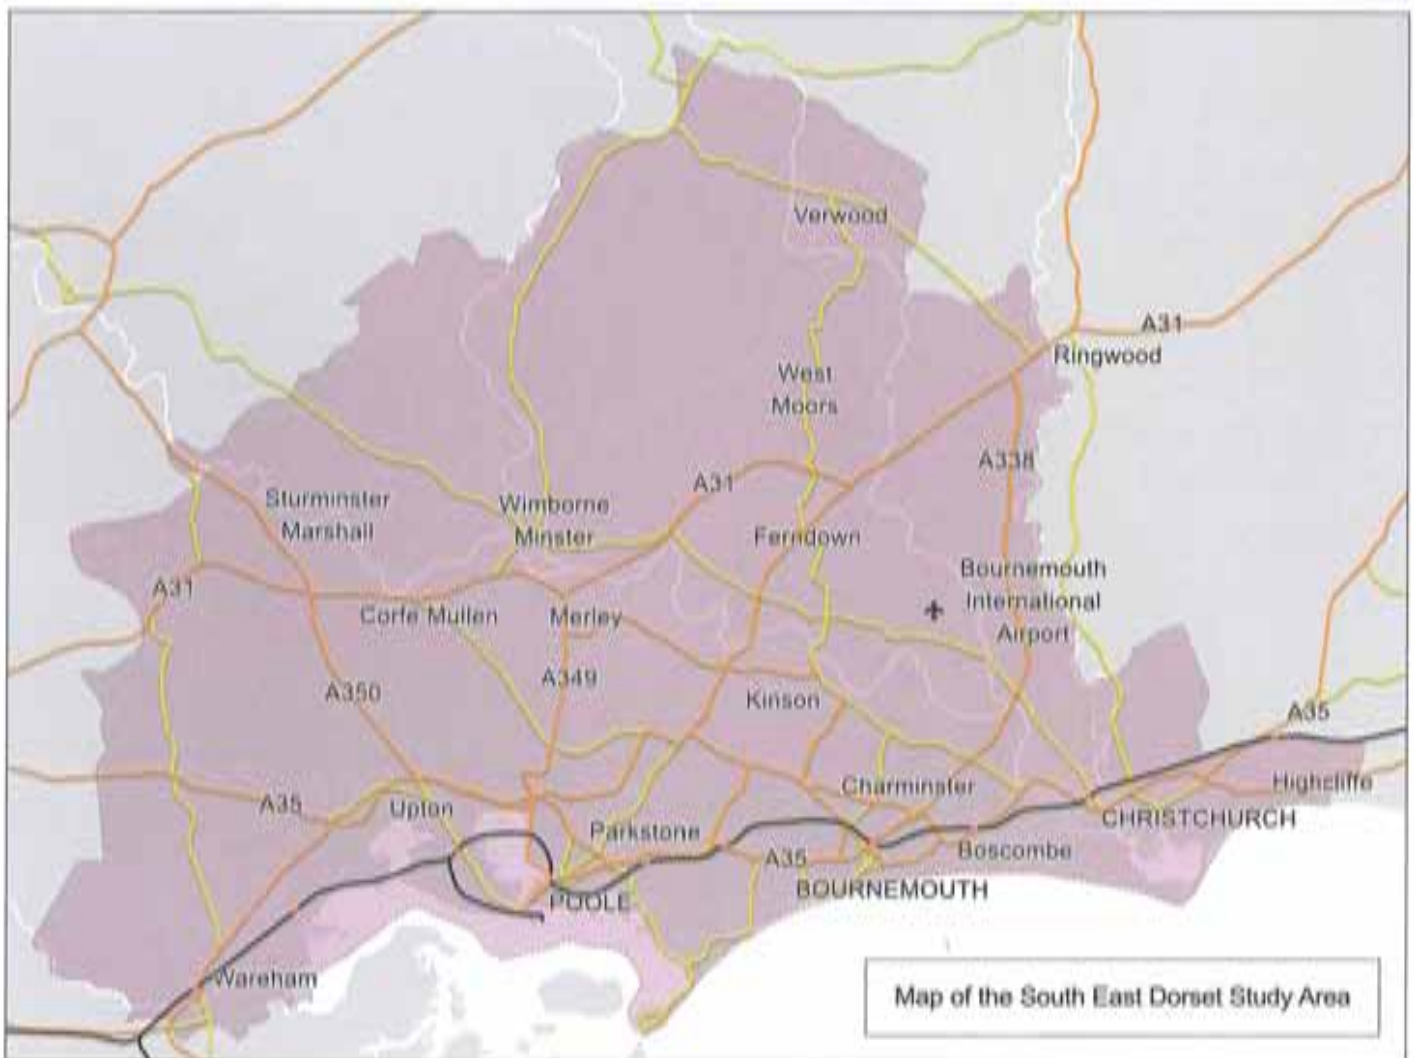 Verwood
A31
Ringwood
West
Moors
A338
A31
Sturminster
Marshall
Wimborne
Minster
Ferndown
Bournemouth
International
Airport
A31
Corfe Mullen
Merley
A350
A349
Kinson
A35
Highcliffe
Charminster
A35
Upton
CHRISTCHURCH
Parkstone
A35
Boscombe
BOURNEMOUTH
POOLE
Wareham
Map of the South East Dorset Study Area